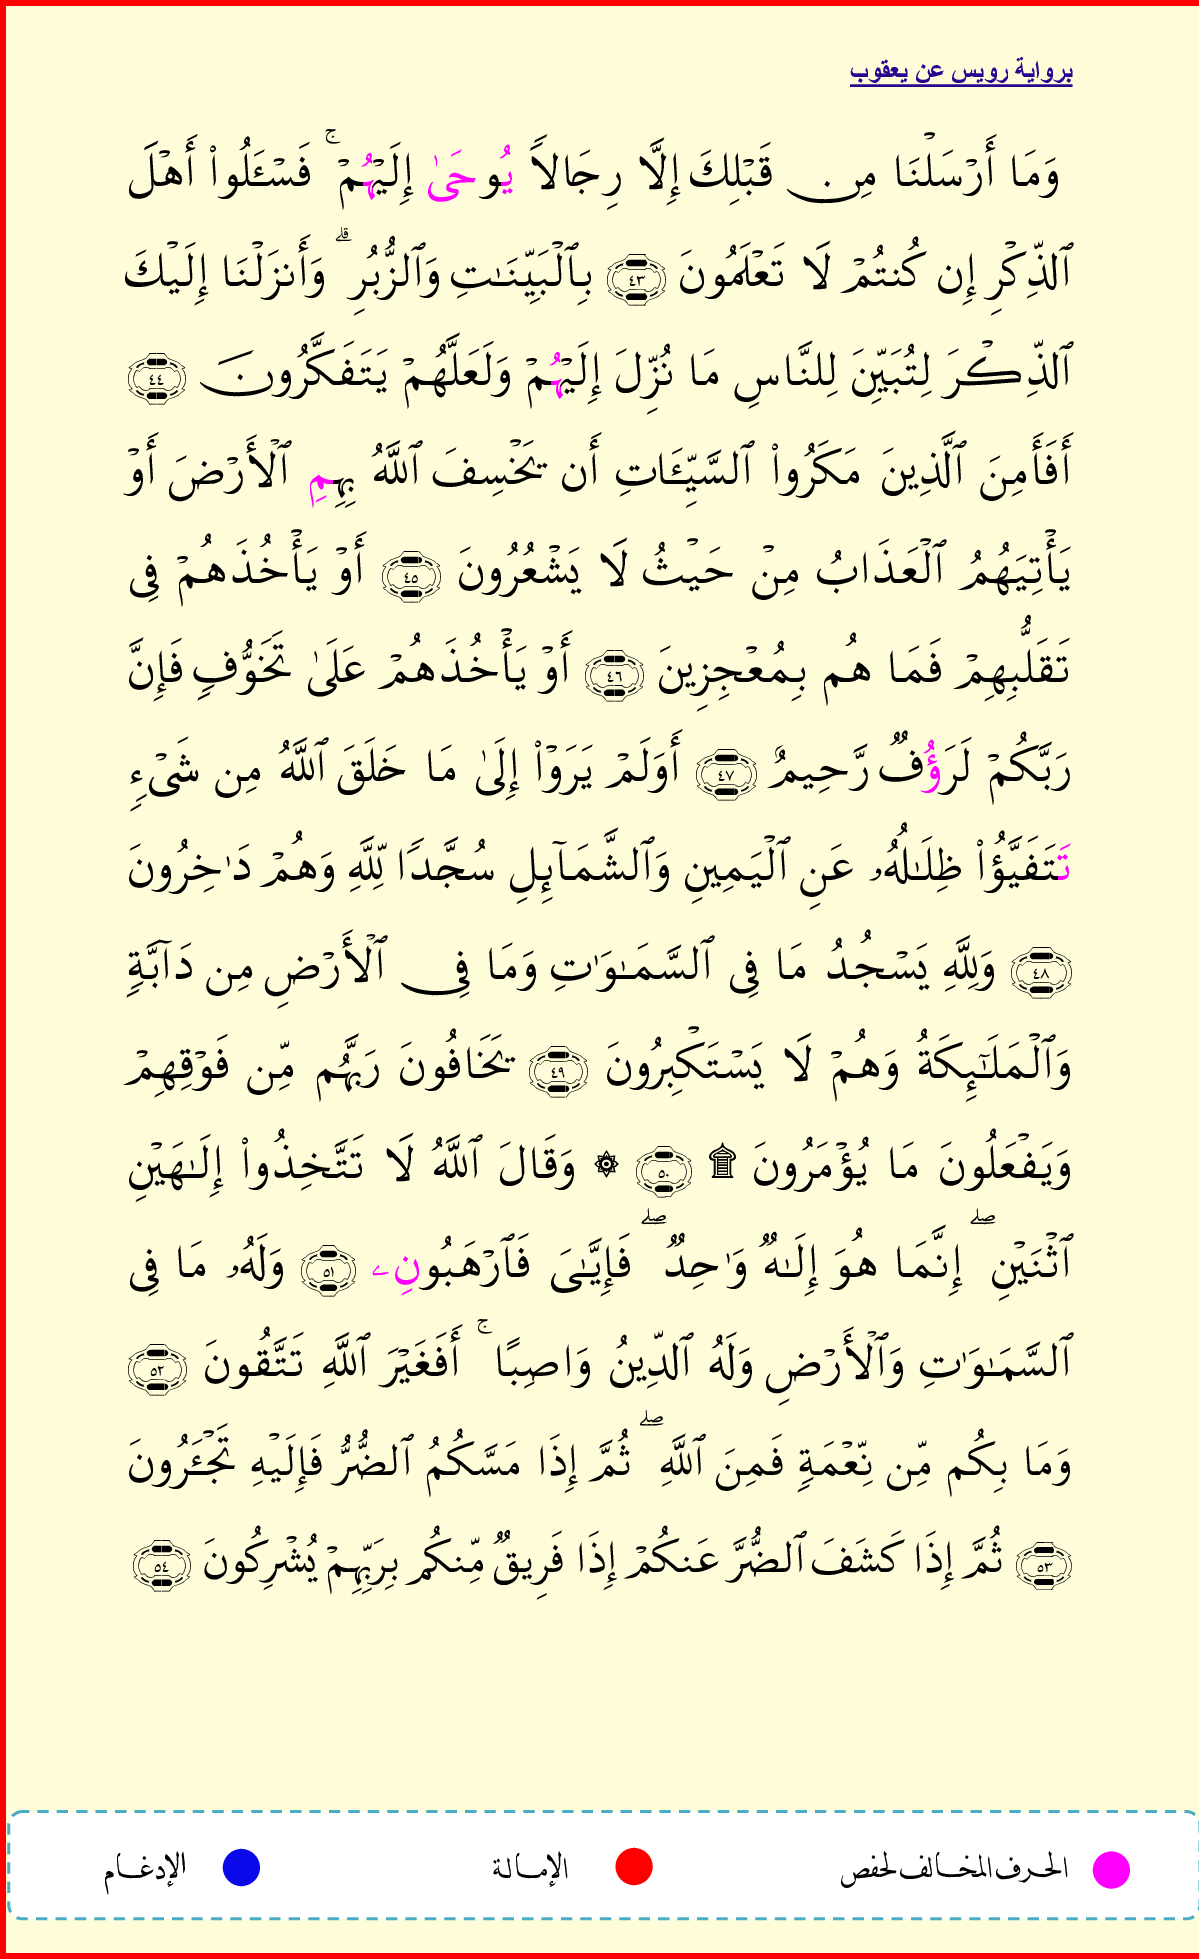 برواية رويس عن يعقوب
وَمَا أَرۡسَلۡنَا مِن قَبۡلِكَ إِلَّا رِجَالاً يُوحَىٰ إِلَيۡهُمۡ ۚ فَسۡـَٔلُواْ أَهۡلَ
ٱلذِّكۡرِ إِن كُنتُمۡ لَا تَعۡلَمُونَ ٤٣ بِٱلۡبَيِّنَـٰتِ وَٱلزُّبُرِ ۗ وَأَنزَلۡنَا إِلَيۡكَ
ٱلذِّكۡرَ لِتُبَيِّنَ لِلنَّاسِ مَا نُزِّلَ إِلَيۡهُمۡ وَلَعَلَّهُمۡ يَتَفَكَّرُونَ ٤٤
أَفَأَمِنَ ٱلَّذِينَ مَكَرُواْ ٱلسَّيِّـَٔاتِ أَن يَخۡسِفَ ٱللَّهُ بِهِمِ ٱلۡأَرۡضَ أَوۡ
يَأۡتِيَهُمُ ٱلۡعَذَابُ مِنۡ حَيۡثُ لَا يَشۡعُرُونَ ٤٥ أَوۡ يَأۡخُذَهُمۡ فِى
تَقَلُّبِهِمۡ فَمَا هُم بِمُعۡجِزِينَ ٤٦ أَوۡ يَأۡخُذَهُمۡ عَلَىٰ تَخَوُّفٍ فَإِنَّ
رَبَّكُمۡ لَرَؤُفٌ رَّحِيمٌ ٤٧ أَوَلَمۡ يَرَوۡاْ إِلَىٰ مَا خَلَقَ ٱللَّهُ مِن شَىۡءٍ
تَتَفَيَّؤُاْ ظِلَـٰلُهُۥ عَنِ ٱلۡيَمِينِ وَٱلشَّمَآئِلِ سُجَّدًا لِّلَّهِ وَهُمۡ دَٰخِرُونَ
٤٨ وَلِلَّهِ يَسۡجُدُ مَا فِى ٱلسَّمَـٰوَٰتِ وَمَا فِى ٱلۡأَرۡضِ مِن دَآبَّةٍ
وَٱلۡمَلَـٰٓئِكَةُ وَهُمۡ لَا يَسۡتَكۡبِرُونَ ٤٩ يَخَافُونَ رَبَّهُم مِّن فَوۡقِهِمۡ
وَيَفۡعَلُونَ مَا يُؤۡمَرُونَ ۩ ٥٠ ۞ وَقَالَ ٱللَّهُ لَا تَتَّخِذُواْ إِلَـٰهَيۡنِ
ٱثۡنَيۡنِ ۖ إِنَّمَا هُوَ إِلَـٰهٌ وَٰحِدٌ ۖ فَإِيَّـٰىَ فَٱرۡهَبُونِۦ ٥١ وَلَهُۥ مَا فِى
ٱلسَّمَـٰوَٰتِ وَٱلۡأَرۡضِ وَلَهُ ٱلدِّينُ وَاصِبًا ۚ أَفَغَيۡرَ ٱللَّهِ تَتَّقُونَ ٥٢
وَمَا بِكُم مِّن نِّعۡمَةٍ فَمِنَ ٱللَّهِ ۖ ثُمَّ إِذَا مَسَّكُمُ ٱلضُّرُّ فَإِلَيۡهِ تَجۡـَٔرُونَ
٥٣ ثُمَّ إِذَا كَشَفَ ٱلضُّرَّ عَنكُمۡ إِذَا فَرِيقٌ مِّنكُم بِرَبِّهِمۡ يُشۡرِكُونَ ٥٤
الحرف المخالف لحفص الإمالة الإدغام